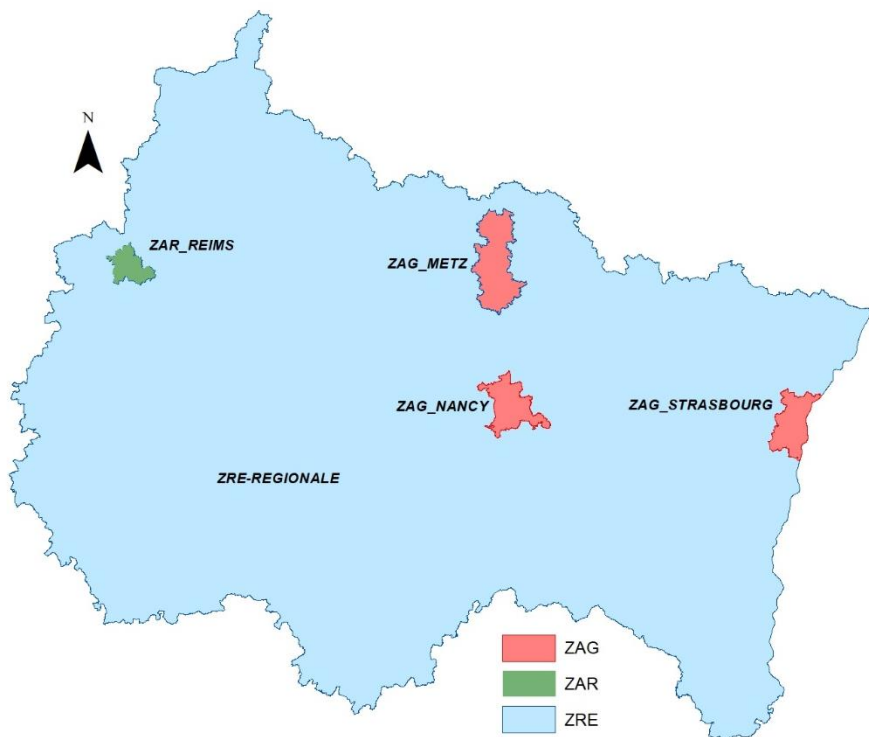 N
ZAR_REIMS
ZAG_METZ
ZAG_NANCY
ZAG_STRASBOURG
ZRE-REGIONALE
ZAG
ZAR
ZRE